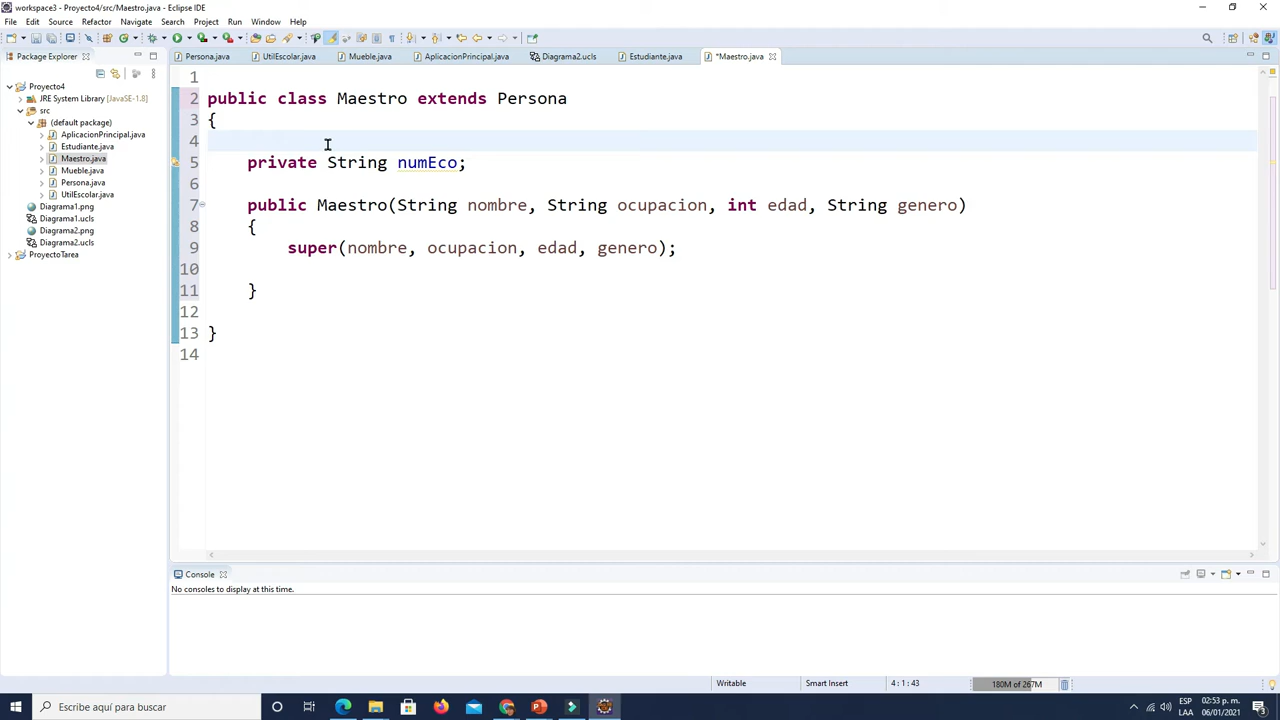 workspace3 - Proyecto4/src/Maestro.java - Eclipse IDE
File Edit Source Refactor Navigate Search Project Run Window Help
Package Explorer
Persona.java UtilEscolar.java Mueble.java AplicacionPrincipal.java Diagrama2.ucls Estudiante.java *Maestro.java
Proyecto4
JRE System Library [JavaSE-1.8]
src
(default package)
AplicacionPrincipal.java
Estudiante.java
Maestro.java
Mueble.java
Persona.java
UtilEscolar.java
Diagrama1.png
Diagrama1.ucls
Diagrama2.png
Diagrama2.ucls
ProyectoTarea
1
2 public class Maestro extends Persona
3 {
4
5 private String numEco;
6
7 public Maestro(String nombre, String ocupacion, int edad, String genero)
8 {
9 super(nombre, ocupacion, edad, genero);
10
11 }
12
13 }
14
Console
No consoles to display at this time.
Writable Smart Insert 4 : 1 : 43 180M of 267M
Escribe aquí para buscar
ESP 02:53 p. m.
LAA 06/01/2021
3